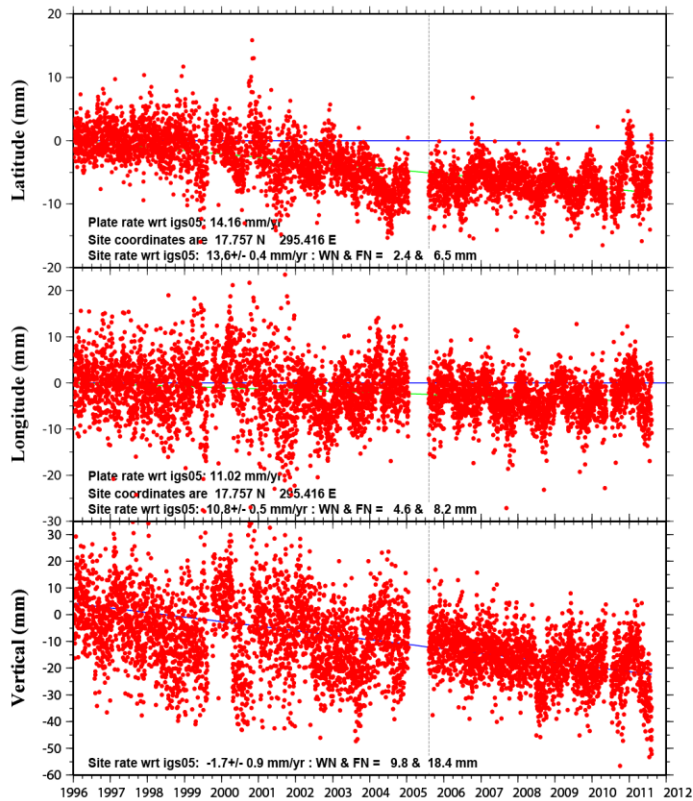 20
10
0
-10
-20
Latitude (mm)
Plate rate wrt igs05: 14.16 mm/yr
Site coordinates are 17.757 N 295.416 E
Site rate wrt igs05: 13.6+/- 0.4 mm/yr : WN & FN = 2.4 & 6.5 mm
20
10
0
-10
-20
-30
Longitude (mm)
Plate rate wrt igs05: 11.02 mm/yr
Site coordinates are 17.757 N 295.416 E
Site rate wrt igs05: 10.8+/- 0.5 mm/yr : WN & FN = 4.6 & 8.2 mm
30
20
10
0
-10
-20
-30
-40
-50
-60
Vertical (mm)
Site rate wrt igs05: -1.7+/- 0.9 mm/yr : WN & FN = 9.8 & 18.4 mm
1996 1997 1998 1999 2000 2001 2002 2003 2004 2005 2006 2007 2008 2009 2010 2011 2012